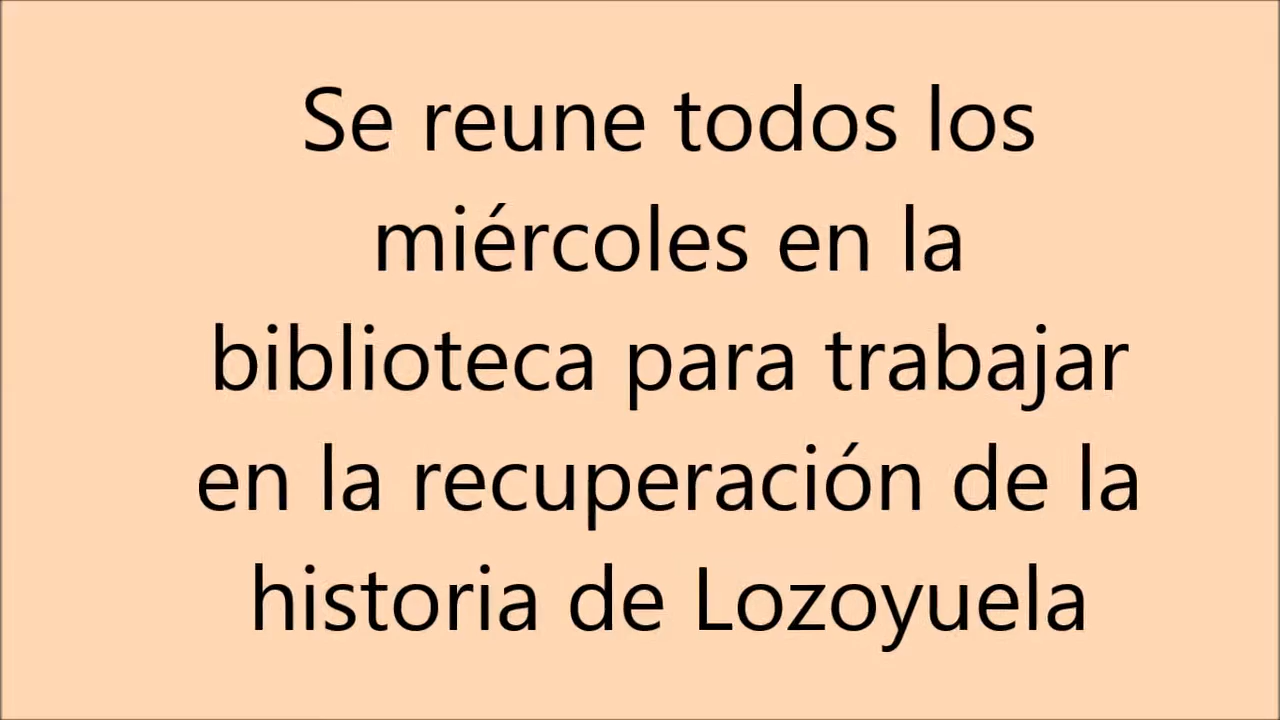 Se reune todos los
miércoles en la
biblioteca para trabajar
en la recuperación de la
historia de Lozoyuela